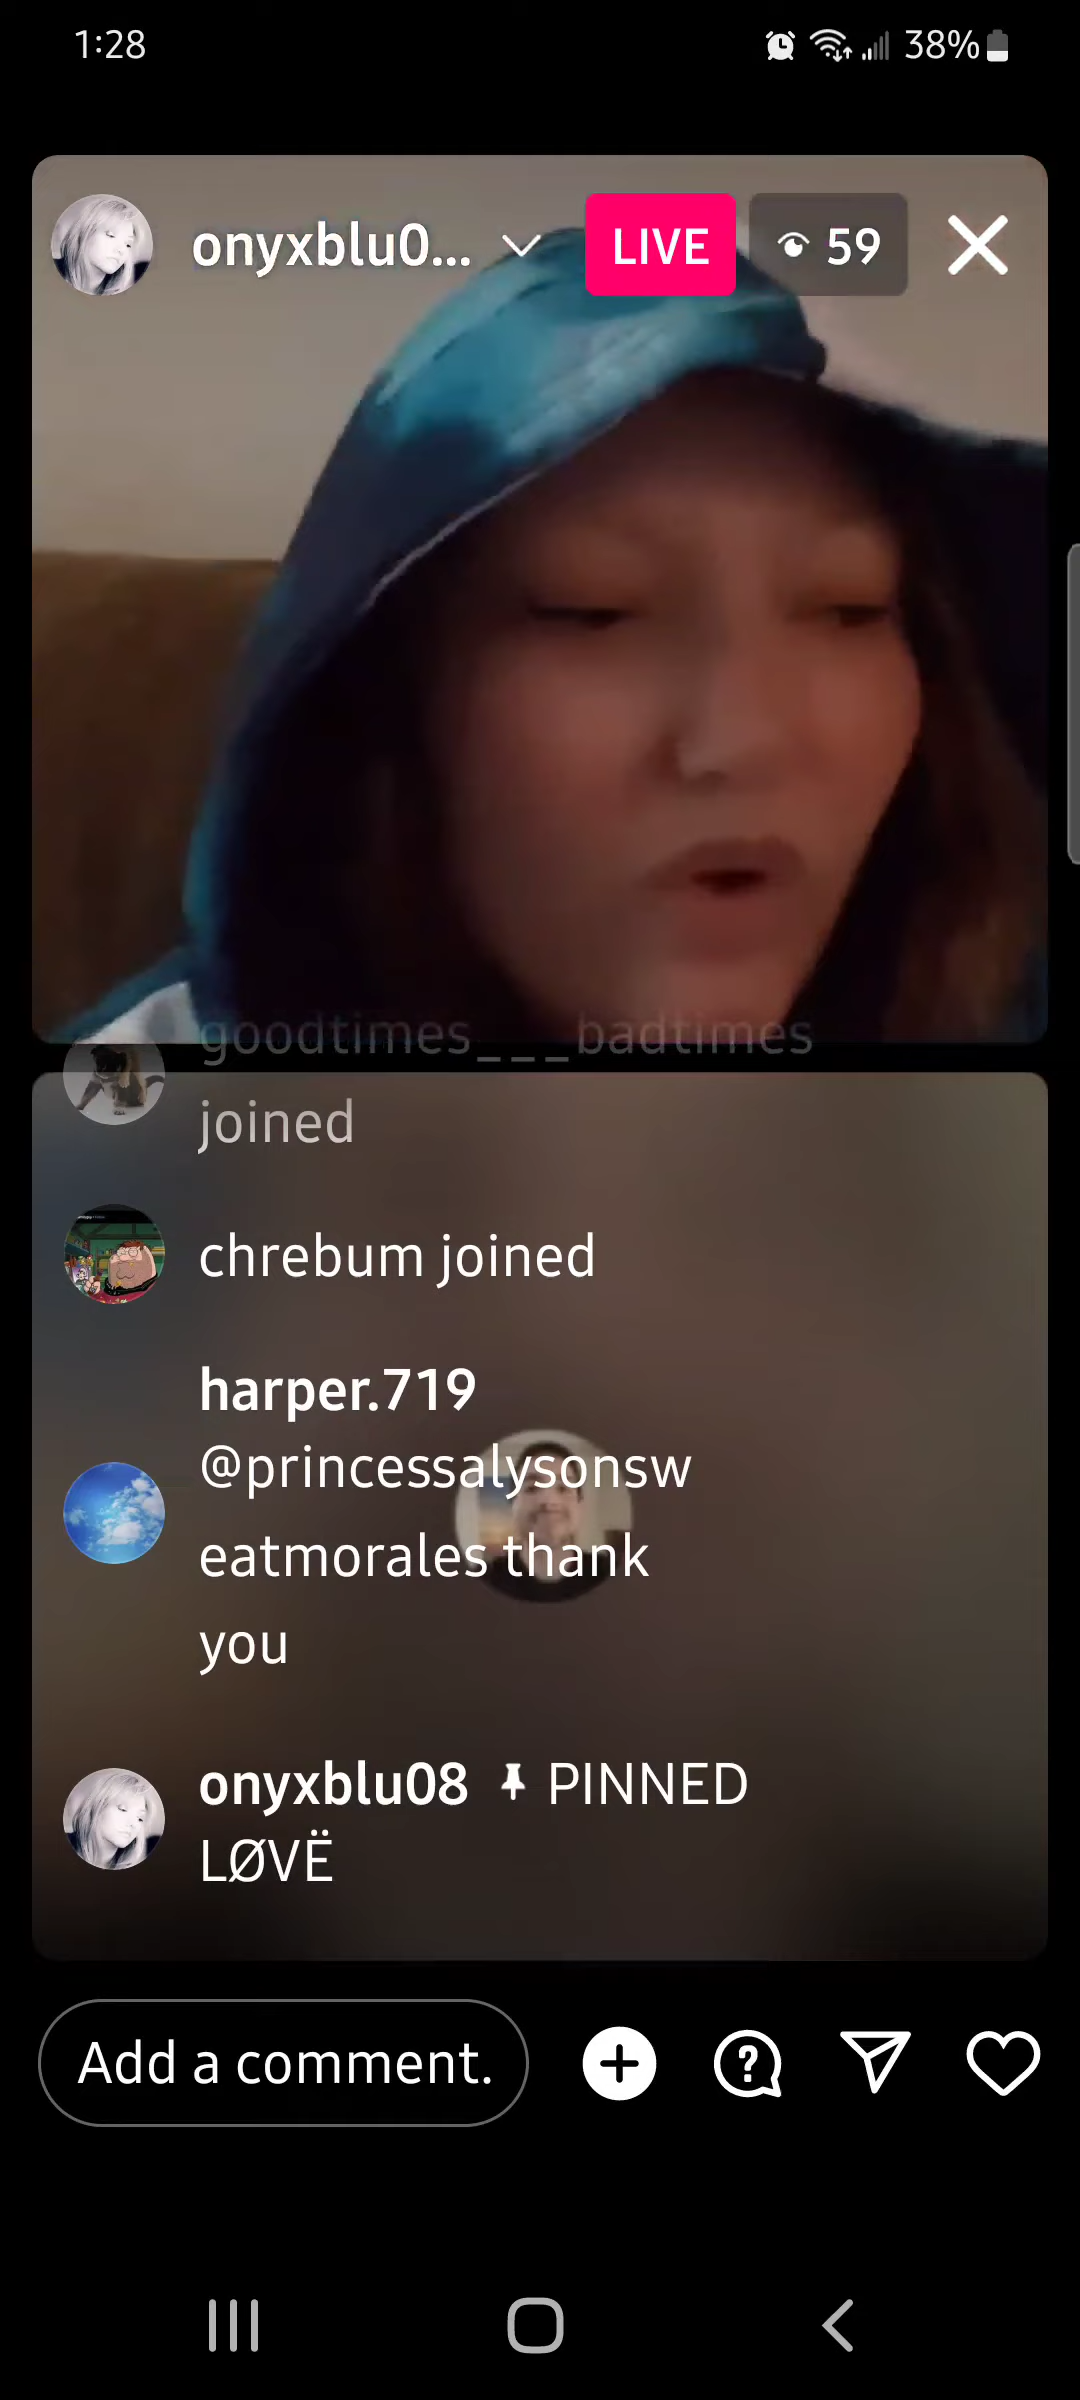 1:28
38%
onyxblu0...
LIVE
59
goodtimes___badtimes
joined
chrebum joined
harper.719
@princessalysonsw
eatmorales thank
you
onyxblu08 PINNED
LØVË
Add a comment.